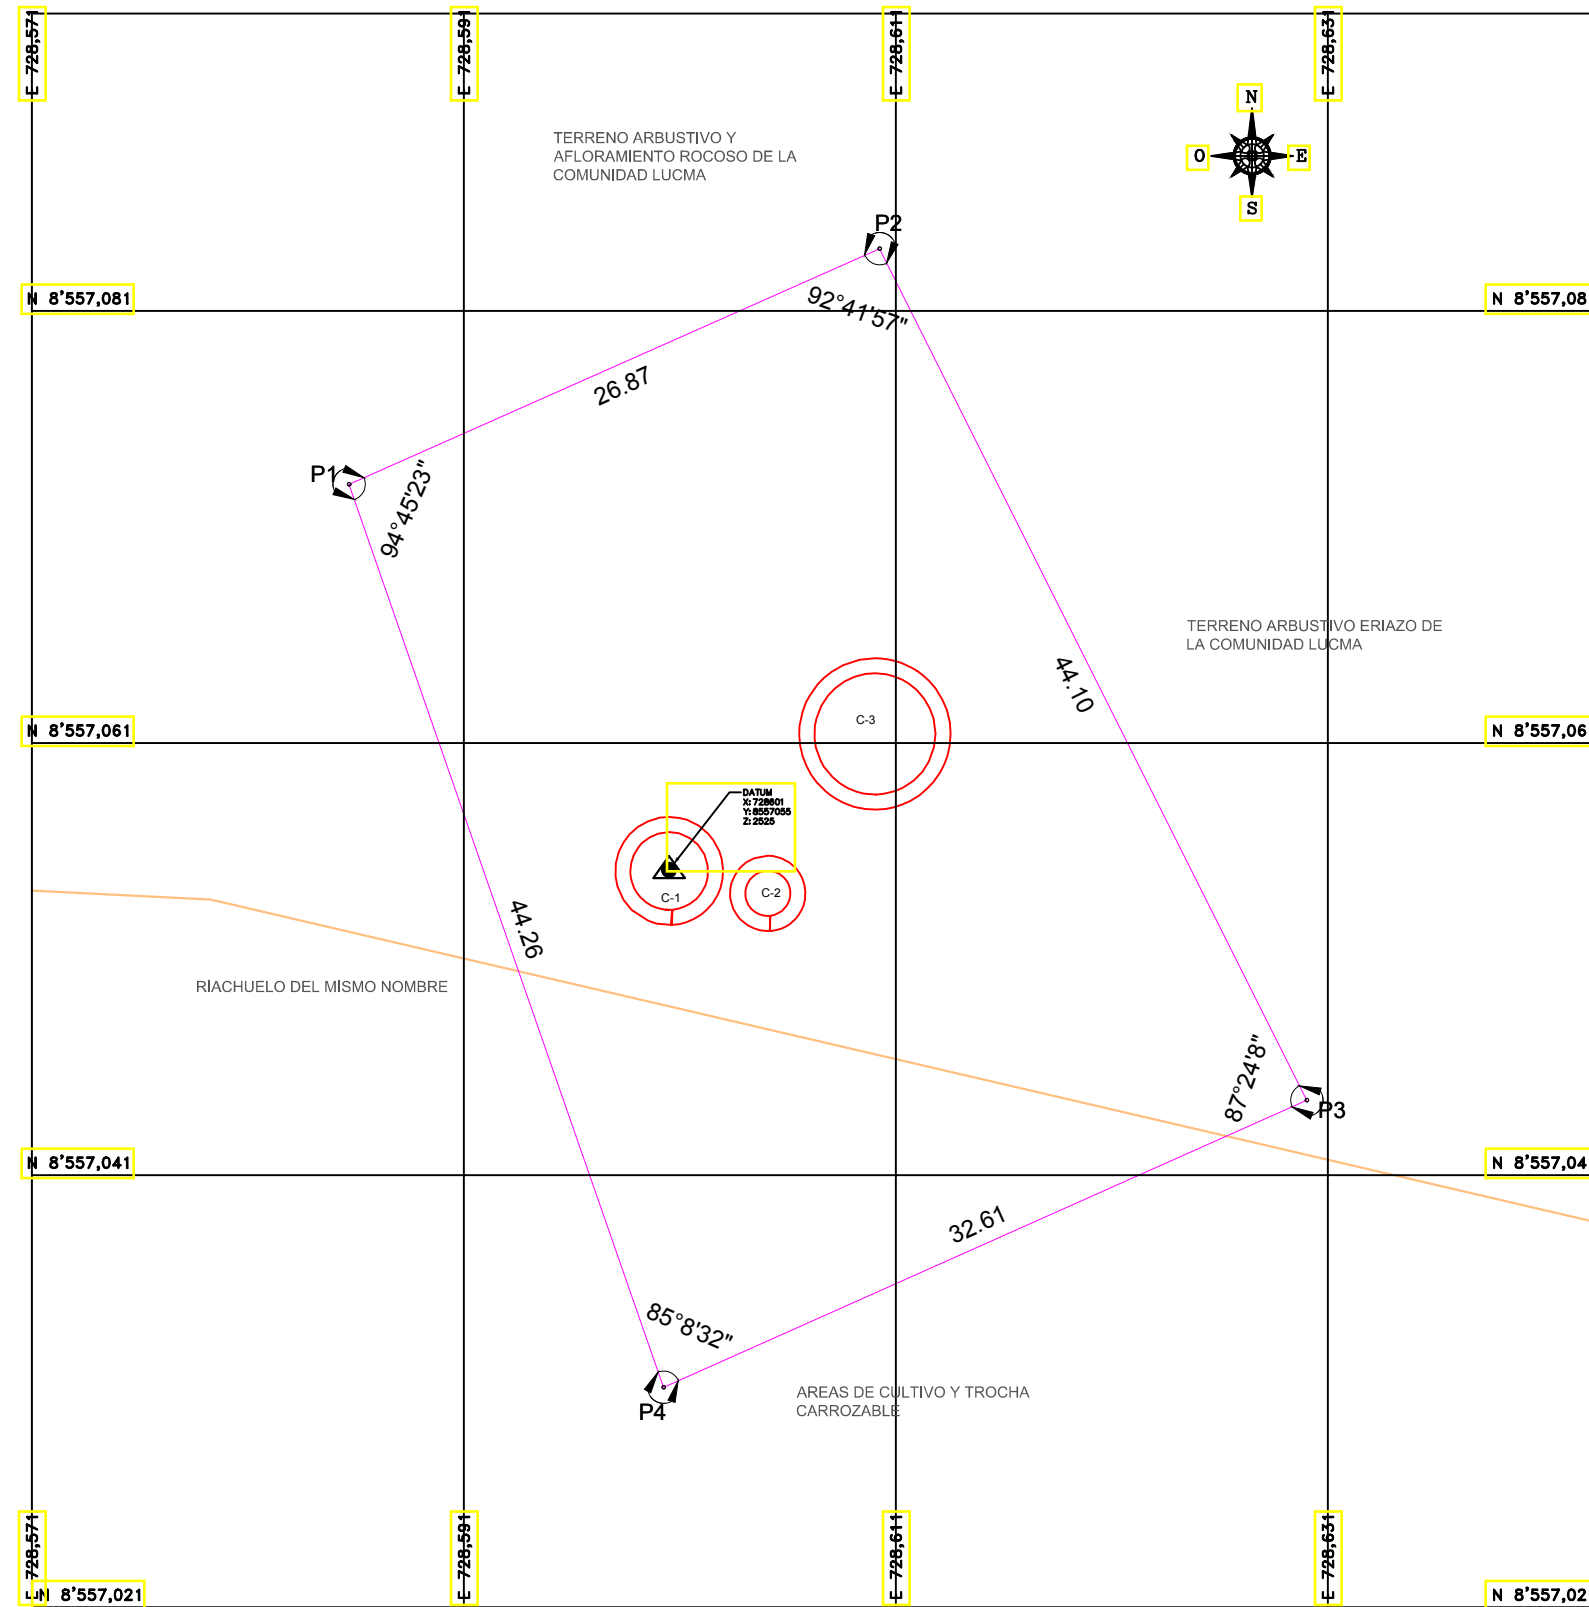 E 728,571
E 728,591
E 728,611
E 728,631
N
O
E
S
TERRENO ARBUSTIVO Y
AFLORAMIENTO ROCOSO DE LA
COMUNIDAD LUCMA
P2
N 8'557,081
N 8'557,08
92°41'57"
26.87
P1
94°45'23"
TERRENO ARBUSTIVO ERIAZO DE
LA COMUNIDAD LUCMA
44.10
C-3
N 8'557,061
N 8'557,06
DATUM
X: 728601
Y: 8557055
Z: 2525
C-1
C-2
44.26
RIACHUELO DEL MISMO NOMBRE
87°24'8"
P3
N 8'557,041
N 8'557,04
32.61
85°8'32"
P4
AREAS DE CULTIVO Y TROCHA
CARROZABLE
E 728,571
E 728,591
E 728,611
E 728,631
N 8'557,021
N 8'557,02